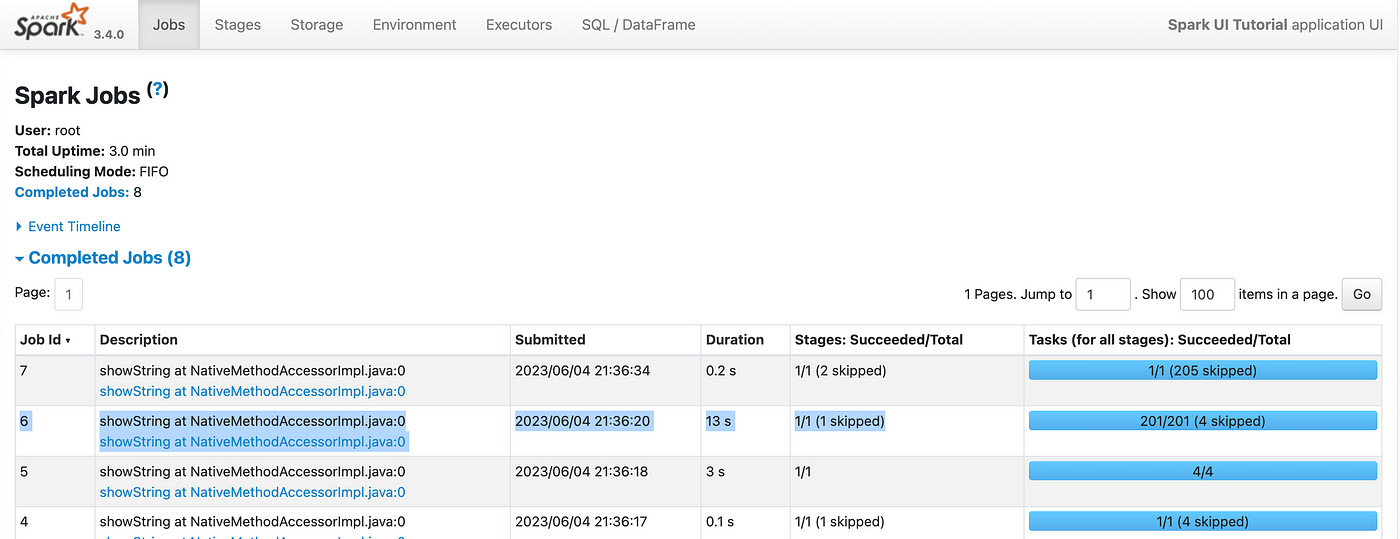 APACHE
Spark 3.4.0 Jobs Stages Storage Environment Executors SQL / DataFrame Spark UI Tutorial application UI
Spark Jobs (?)
User: root
Total Uptime: 3.0 min
Scheduling Mode: FIFO
Completed Jobs: 8
Event Timeline
Completed Jobs (8)
Page: 1 1 Pages. Jump to 1 . Show 100 items in a page. Go
Job Id Description Submitted Duration Stages: Succeeded/Total Tasks (for all stages): Succeeded/Total
7 showString at NativeMethodAccessorImpl.java:0 2023/06/04 21:36:34 0.2 s 1/1 (2 skipped) 1/1 (205 skipped)
showString at NativeMethodAccessorImpl.java:0
6 showString at NativeMethodAccessorImpl.java:0 2023/06/04 21:36:20 13 s 1/1 (1 skipped) 201/201 (4 skipped)
showString at NativeMethodAccessorImpl.java:0
5 showString at NativeMethodAccessorImpl.java:0 2023/06/04 21:36:18 3 s 1/1 4/4
showString at NativeMethodAccessorImpl.java:0
4 showString at NativeMethodAccessorImpl.java:0 2023/06/04 21:36:17 0.1 s 1/1 (1 skipped) 1/1 (4 skipped)